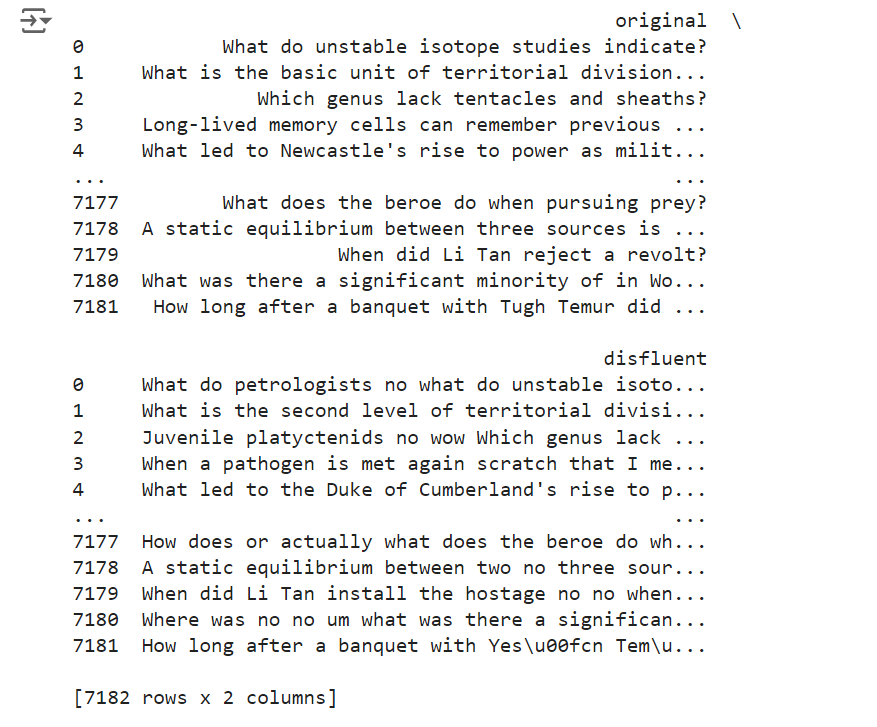 original \
0 What do unstable isotope studies indicate?
1 What is the basic unit of territorial division...
2 Which genus lack tentacles and sheaths?
3 Long-lived memory cells can remember previous ...
4 What led to Newcastle's rise to power as milit...
... ...
7177 What does the beroe do when pursuing prey?
7178 A static equilibrium between three sources is ...
7179 When did Li Tan reject a revolt?
7180 What was there a significant minority of in Wo...
7181 How long after a banquet with Tugh Temur did ...
disfluent
0 What do petrologists no what do unstable isoto...
1 What is the second level of territorial divisi...
2 Juvenile platyctenids no wow Which genus lack ...
3 When a pathogen is met again scratch that I me...
4 What led to the Duke of Cumberland's rise to p...
... ...
7177 How does or actually what does the beroe do wh...
7178 A static equilibrium between two no three sour...
7179 When did Li Tan install the hostage no no when...
7180 Where was no no um what was there a significan...
7181 How long after a banquet with Yes\u00fcn Tem\u...
[7182 rows x 2 columns]